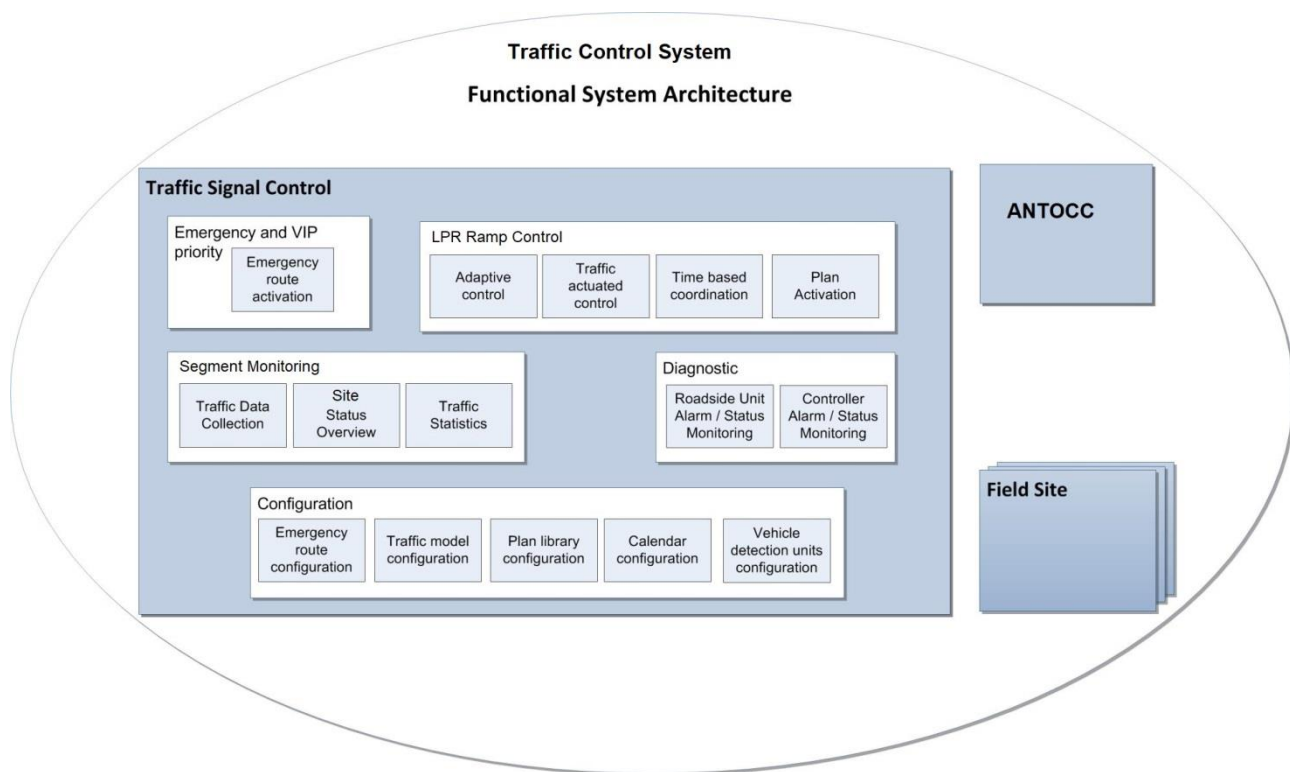 Traffic Control System
Functional System Architecture
Traffic Signal Control
Emergency and VIP
priority
Emergency
route
activation
LPR Ramp Control
Adaptive
control
Traffic
actuated
control
Time based
coordination
Plan
Activation
ANTOCC
Segment Monitoring
Traffic Data
Collection
Site
Status
Overview
Traffic
Statistics
Diagnostic
Roadside Unit
Alarm / Status
Monitoring
Controller
Alarm / Status
Monitoring
Field Site
Configuration
Emergency
route
configuration
Traffic model
configuration
Plan library
configuration
Calendar
configuration
Vehicle
detection units
configuration